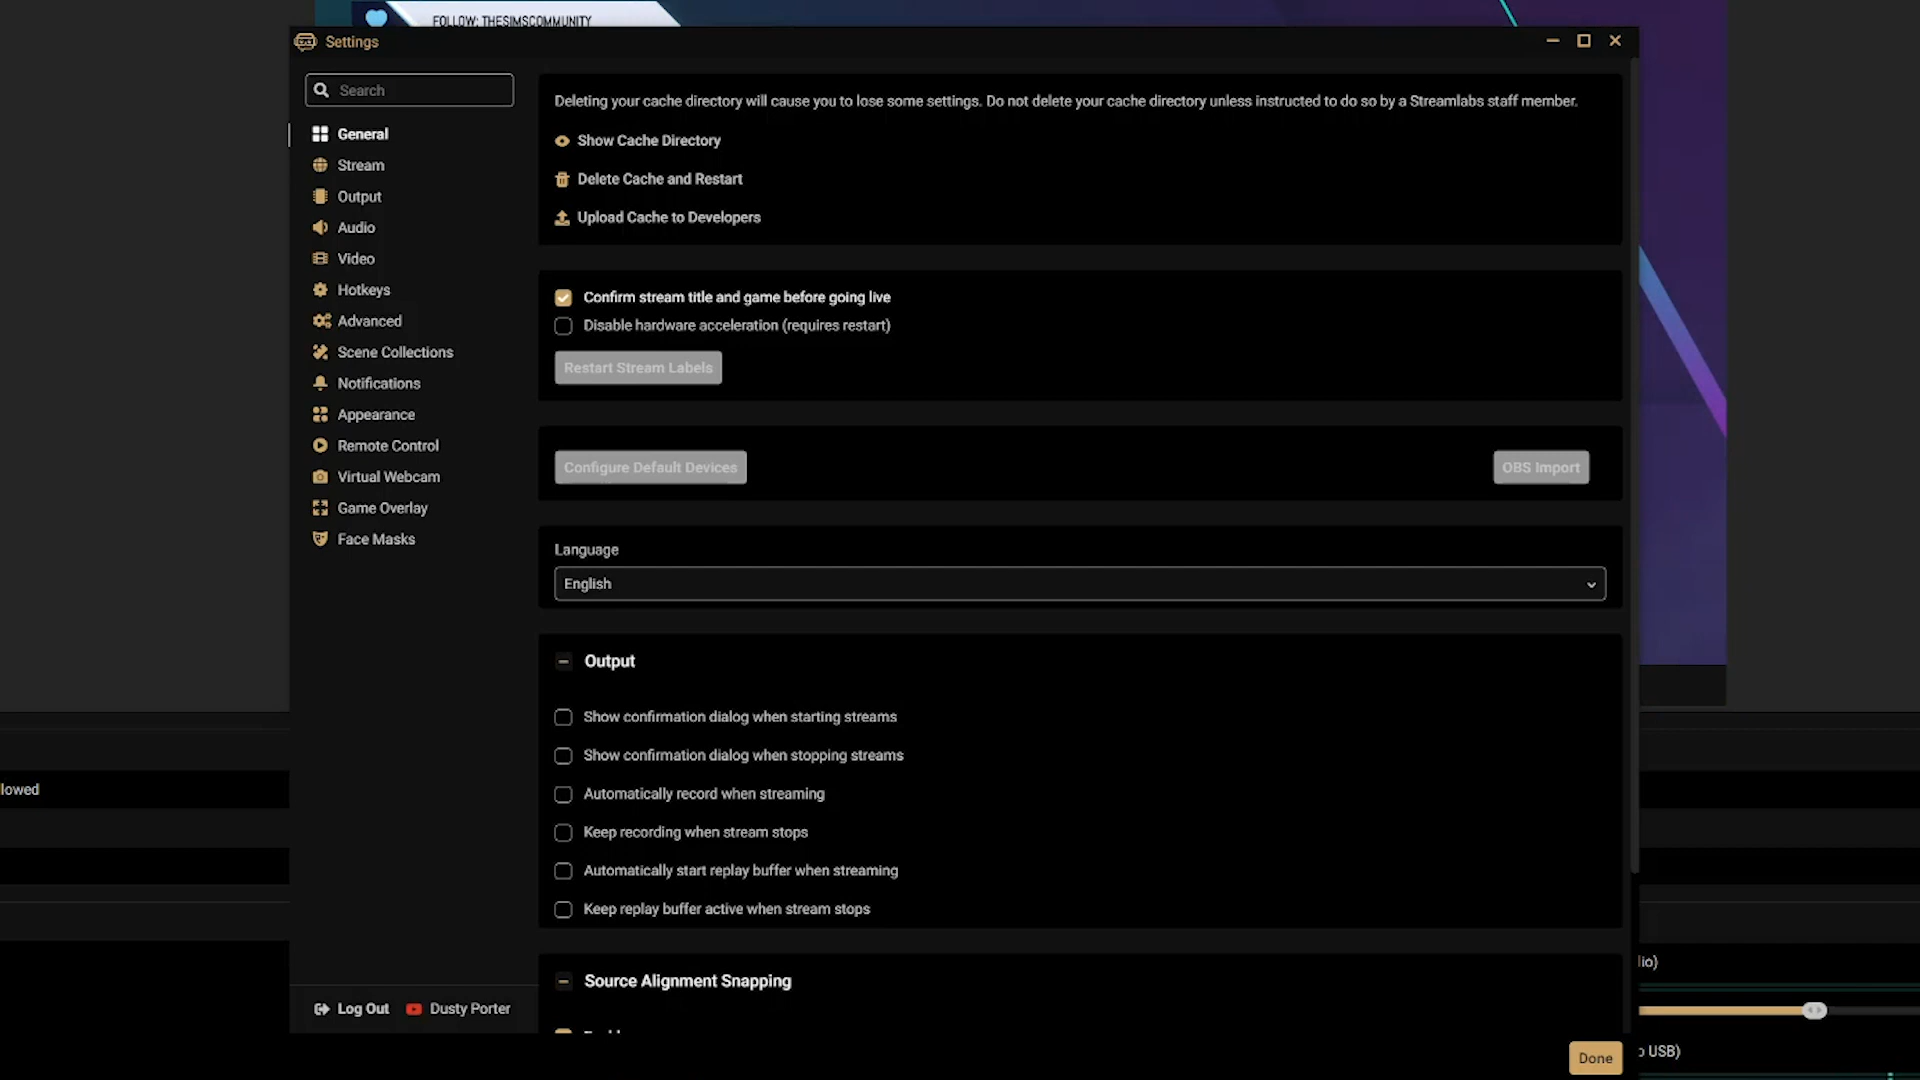 FOLLOW: THESIMSCOMMUNITY
Settings
Search
General
Stream
Output
Audio
Video
Hotkeys
Advanced
Scene Collections
Notifications
Appearance
Remote Control
Virtual Webcam
Game Overlay
Face Masks
Log Out
Dusty Porter
Deleting your cache directory will cause you to lose some settings. Do not delete your cache directory unless instructed to do so by a Streamlabs staff member.
Show Cache Directory
Delete Cache and Restart
Upload Cache to Developers
Confirm stream title and game before going live
Disable hardware acceleration (requires restart)
Restart Stream Labels
Configure Default Devices
OBS Import
Language
English
Output
Show confirmation dialog when starting streams
Show confirmation dialog when stopping streams
Automatically record when streaming
Keep recording when stream stops
Automatically start replay buffer when streaming
Keep replay buffer active when stream stops
Source Alignment Snapping
Done
lowed
io)
o USB)